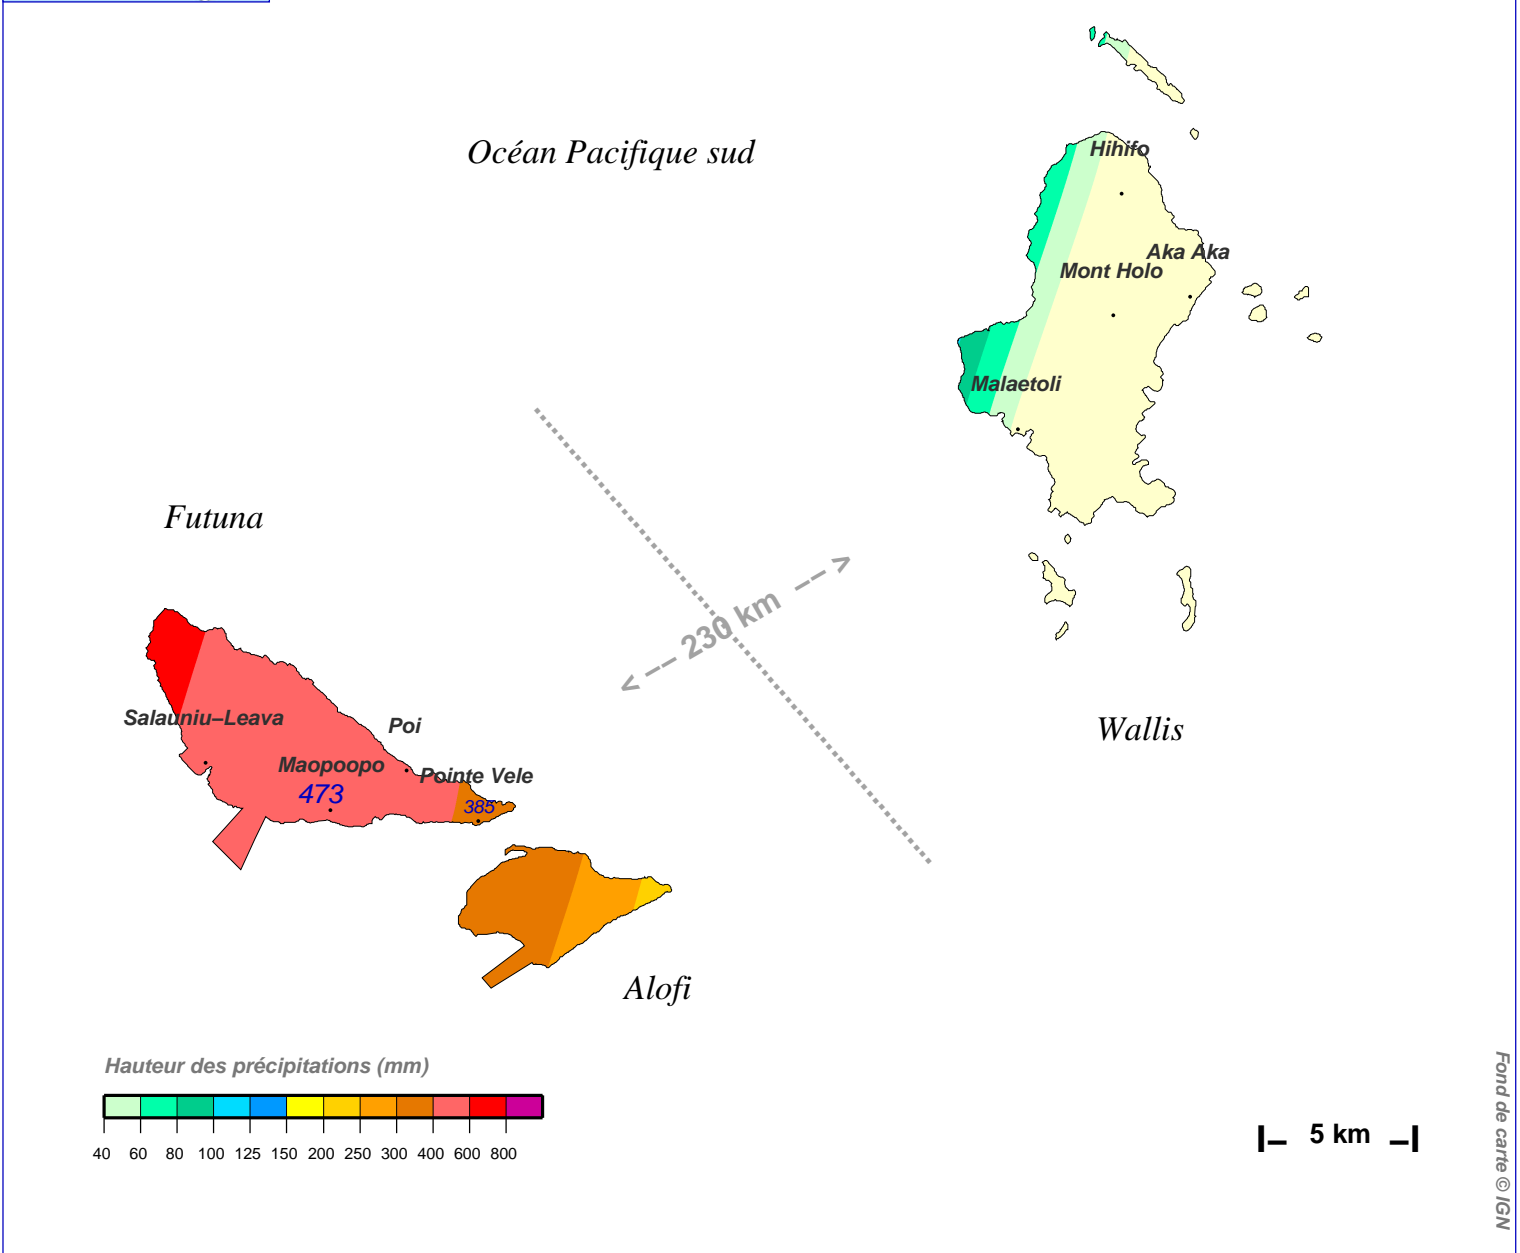 Océan Pacifique sud
Hihifo
Aka Aka
Mont Holo
Malaetoli
Futuna
230 km
Wallis
Salauniu–Leava
Poi
Maopoopo
Pointe Vele
473
385
Alofi
Hauteur des précipitations (mm)
40 60 80 100 125 150 200 250 300 400 600 800
5 km
Fond de carte © IGN